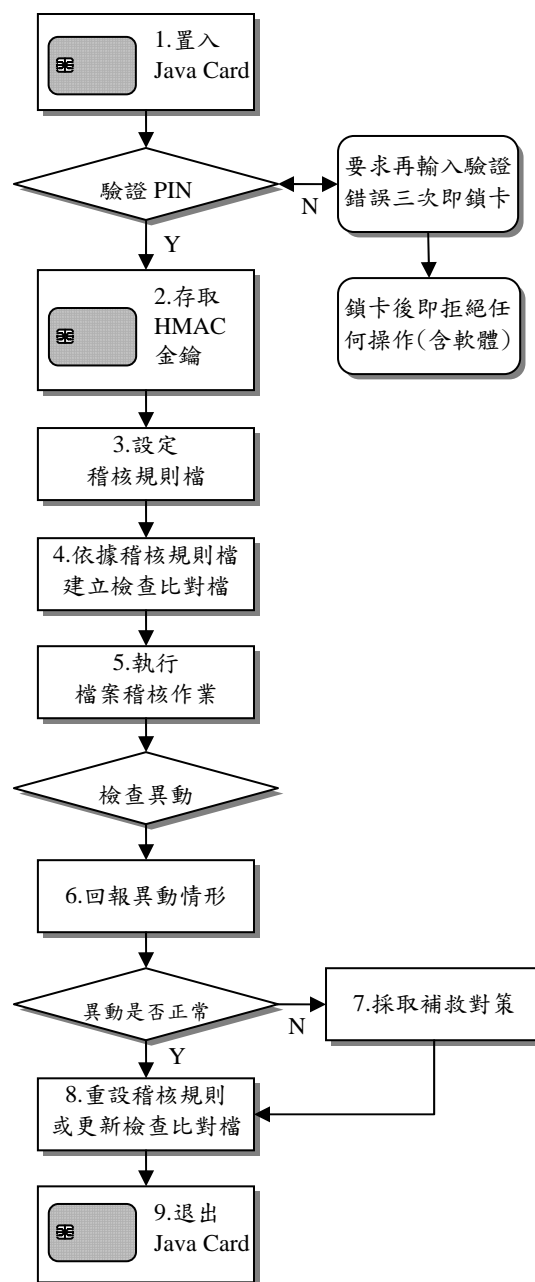 1.置入
Java Card
驗證 PIN
N
要求再輸入驗證
錯誤三次即鎖卡
Y
鎖卡後即拒絕任
何操作(含軟體)
2.存取
HMAC
金鑰
3.設定
稽核規則檔
4.依據稽核規則檔
建立檢查比對檔
5.執行
檔案稽核作業
檢查異動
6.回報異動情形
異動是否正常
N
7.採取補救對策
Y
8.重設稽核規則
或更新檢查比對檔
9.退出
Java Card